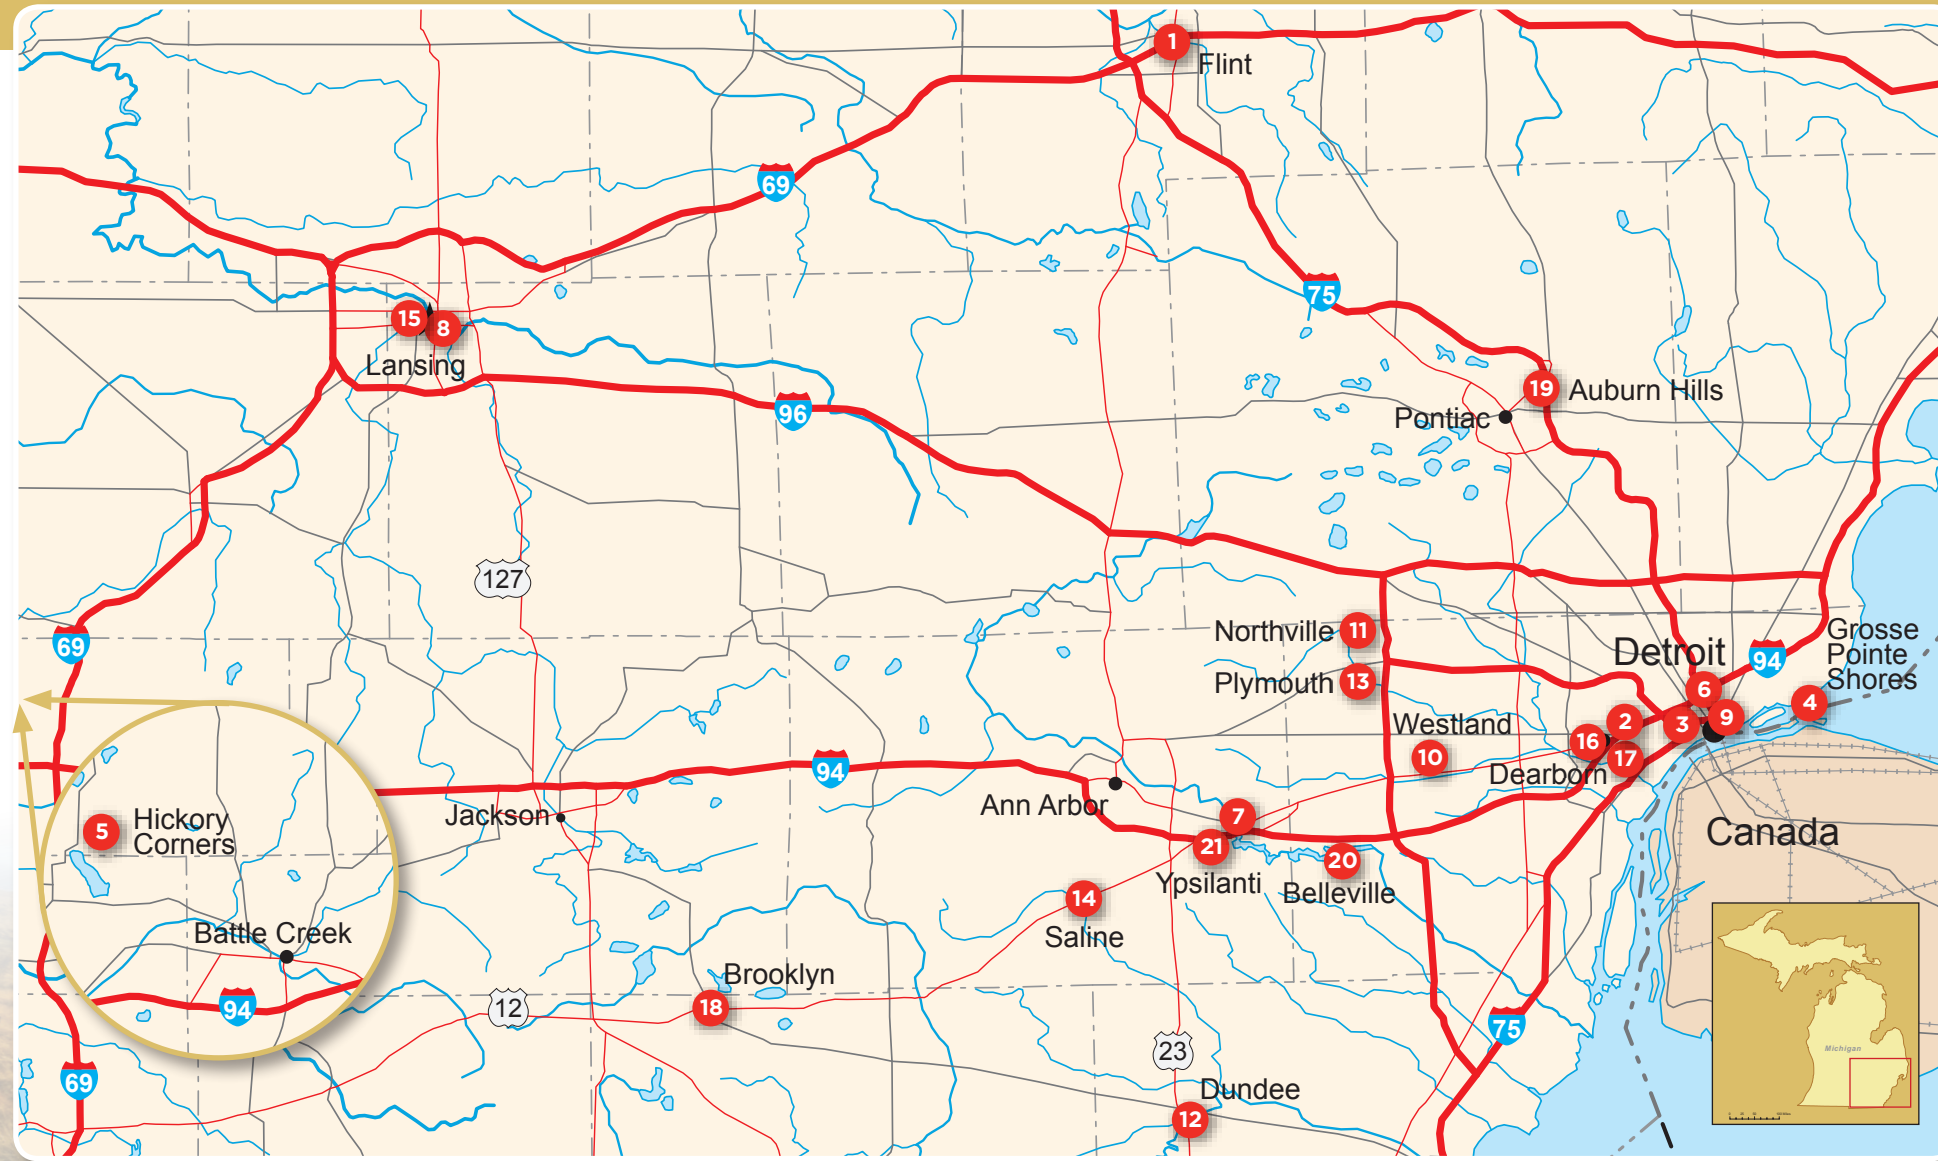 1
Flint
69
75
15
8
Lansing
96
19
Auburn Hills
Pontiac
127
69
Northville
11
Plymouth
13
Detroit
94
Grosse
Pointe
Shores
6
4
2
3
9
Westland
16
10
17
Dearborn
94
Jackson
Ann Arbor
7
21
20
Ypsilanti
Belleville
Canada
5
Hickory
Corners
Battle Creek
94
14
Saline
Brooklyn
18
12
75
23
69
Dundee
12
Michigan